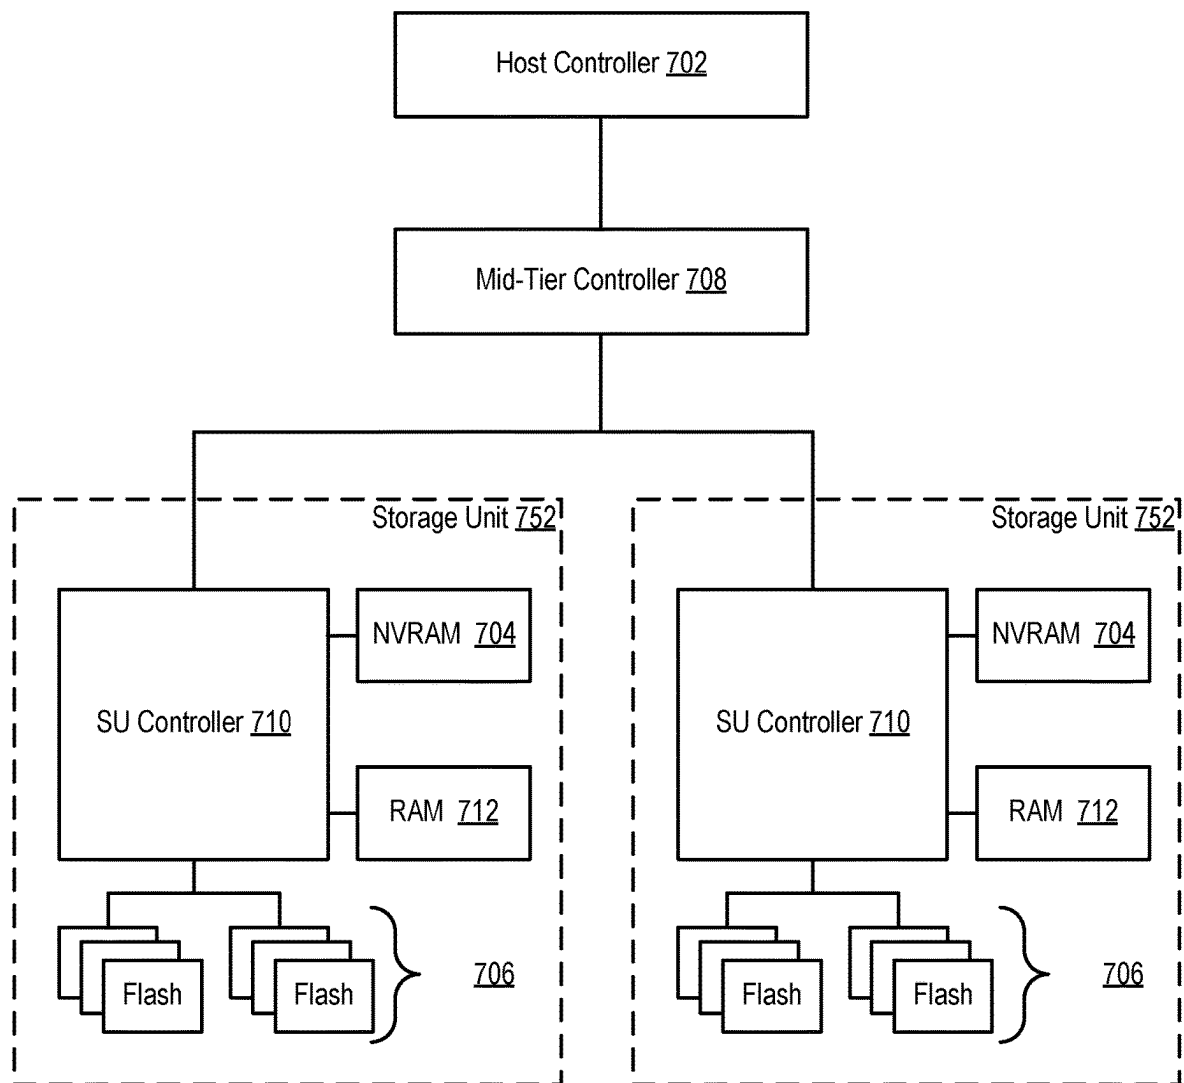 Host Controller 702
Mid-Tier Controller 708
Storage Unit 752
Storage Unit 752
NVRAM 704
SU Controller 710
RAM 712
Flash
Flash
706
NVRAM 704
SU Controller 710
RAM 712
Flash
Flash
706